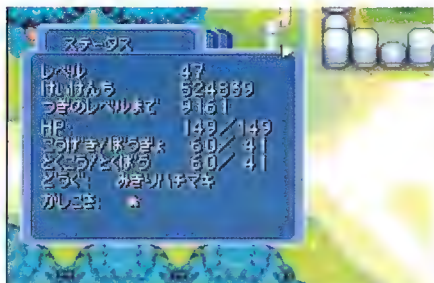 ステータス
レベル 47
けいけんち 524839
つぎのレベルまで 9161
HP: 149/149
こうげき/ぼうぎょ 60/ 41
とくこう/とくぼう 60/ 41
どうぐ: みきりハチマキ
かしこさ: ★